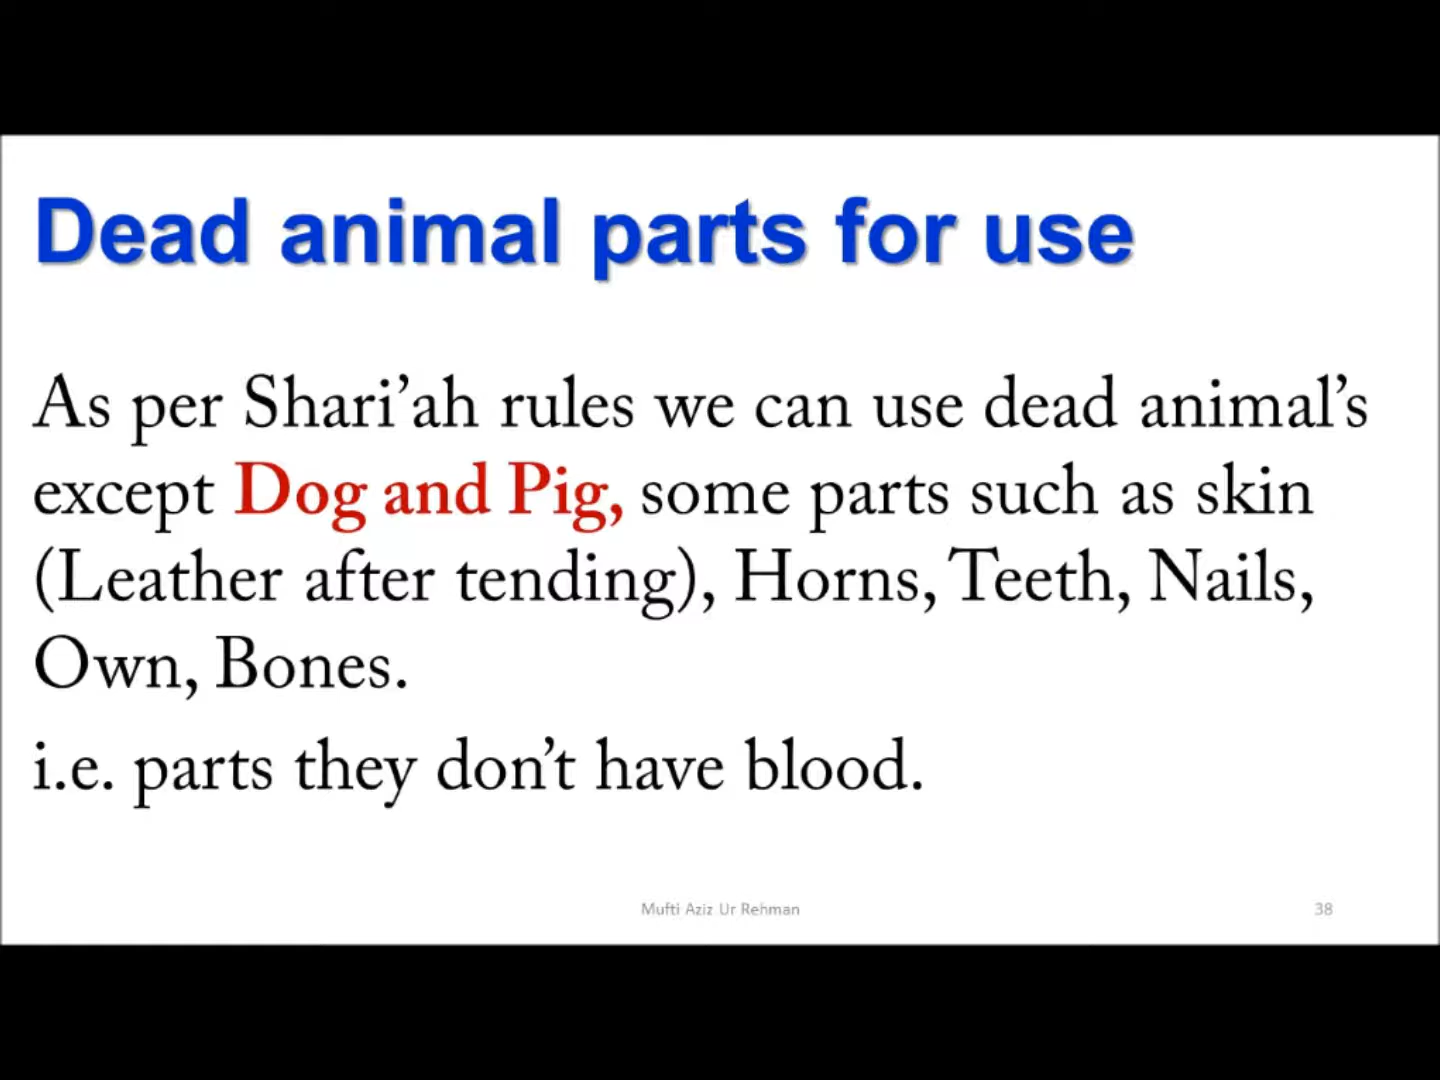 Dead animal parts for use
As per Shari’ah rules we can use dead animal’s
except Dog and Pig, some parts such as skin
(Leather after tending), Horns, Teeth, Nails,
Own, Bones.
i.e. parts they don’t have blood.
Mufti Aziz Ur Rehman
38